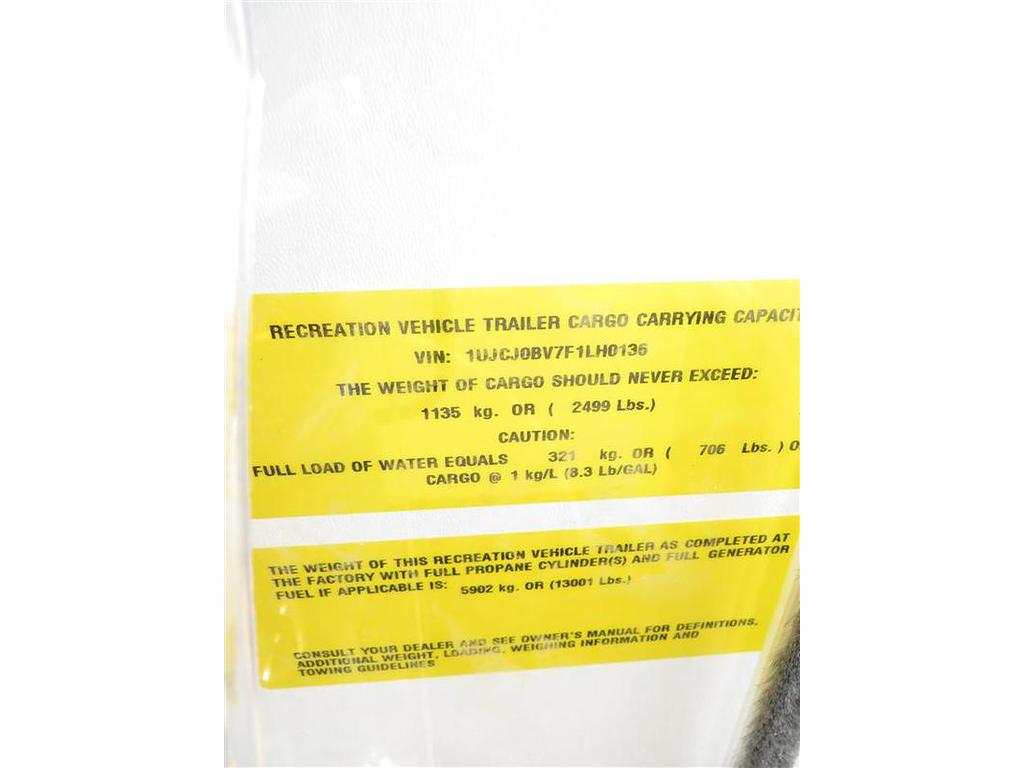 RECREATION VEHICLE TRAILER CARGO CARRYING CAPACIT
VIN: 1UJCJ0BV7F1LH0136
THE WEIGHT OF CARGO SHOULD NEVER EXCEED:
1135 kg. OR ( 2499 Lbs.)
CAUTION:
FULL LOAD OF WATER EQUALS 321 kg. OR ( 706 Lbs. ) O
CARGO @ 1 kg/L (8.3 Lb/GAL)
THE WEIGHT OF THIS RECREATION VEHICLE TRAILER AS COMPLETED AT
THE FACTORY WITH FULL PROPANE CYLINDER(S) AND FULL GENERATOR
FUEL IF APPLICABLE IS: 5902 kg. OR (13001 Lbs.)
CONSULT YOUR DEALER AND SEE OWNER'S MANUAL FOR DEFINITIONS,
ADDITIONAL WEIGHT, LOADING, WEIGHING INFORMATION AND
TOWING GUIDELINES